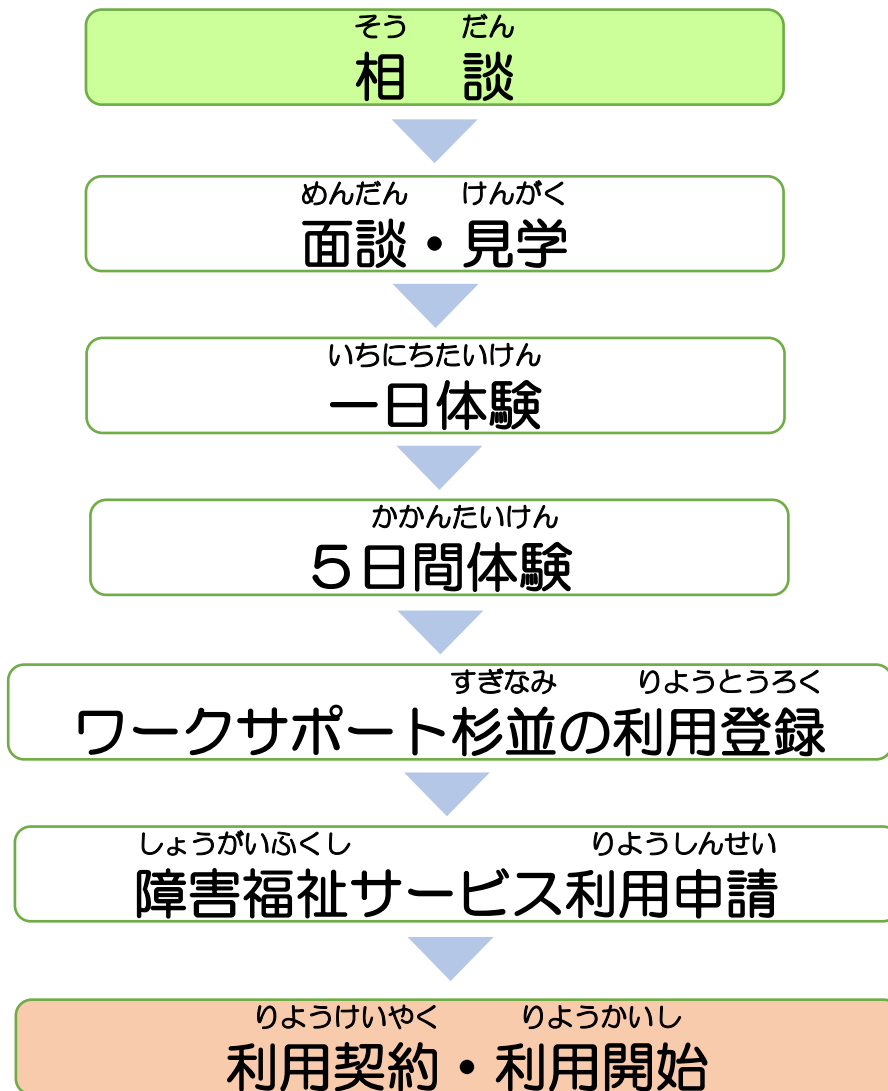 そう だん
相 談
めんだん けんがく
面談・見学
いちにちたいけん
一日体験
かかんたいけん
５日間体験
すぎなみ りようとうろく
ワークサポート杉並の利用登録
しょうがいふくし りようしんせい
障害福祉サービス利用申請
りようけいやく りようかいし
利用契約・利用開始